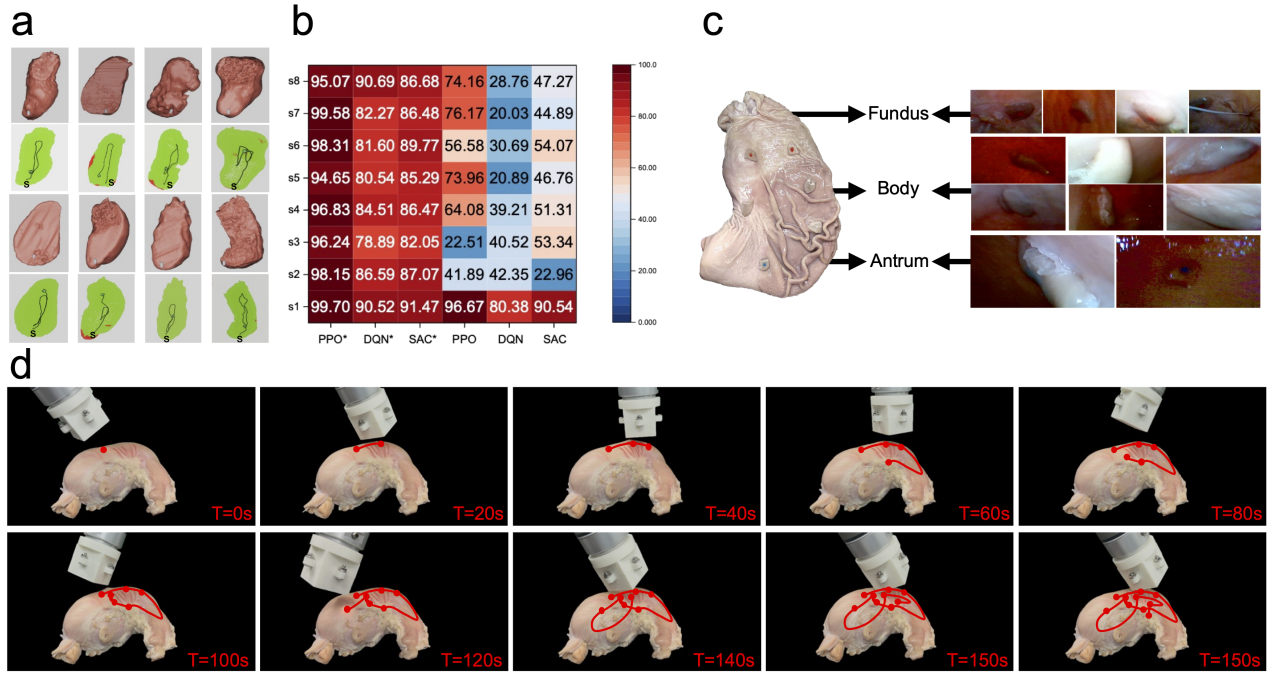 a
S S S S
S S S S
b
s8 95.07 90.69 86.68 74.16 28.76 47.27
s7 99.58 82.27 86.48 76.17 20.03 44.89
s6 98.31 81.60 89.77 56.58 30.69 54.07
s5 94.65 80.54 85.29 73.96 20.89 46.76
s4 96.83 84.51 86.47 64.08 39.21 51.31
s3 96.24 78.89 82.05 22.51 40.52 53.34
s2 98.15 86.59 87.07 41.89 42.35 22.96
s1 99.70 90.52 91.47 96.67 80.38 90.54
PPO* DQN* SAC* PPO DQN SAC
100.0
80.00
60.00
40.00
20.00
0.000
c
Fundus
Body
Antrum
d
T=0s T=20s T=40s T=60s T=80s
T=100s T=120s T=140s T=150s T=150s